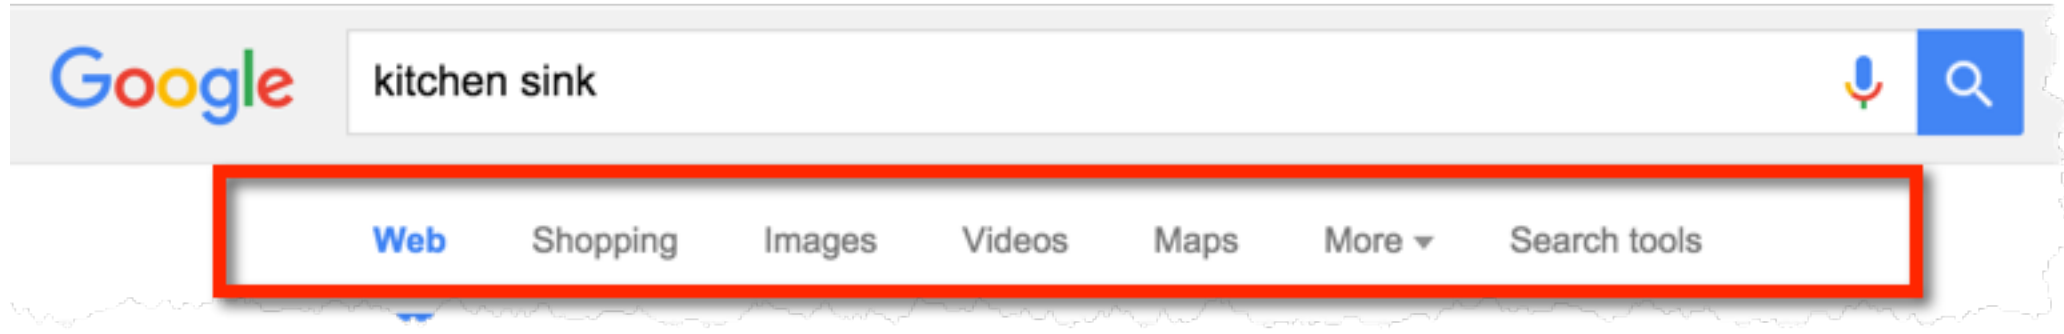 Google kitchen sink
Web Shopping Images Videos Maps More Search tools